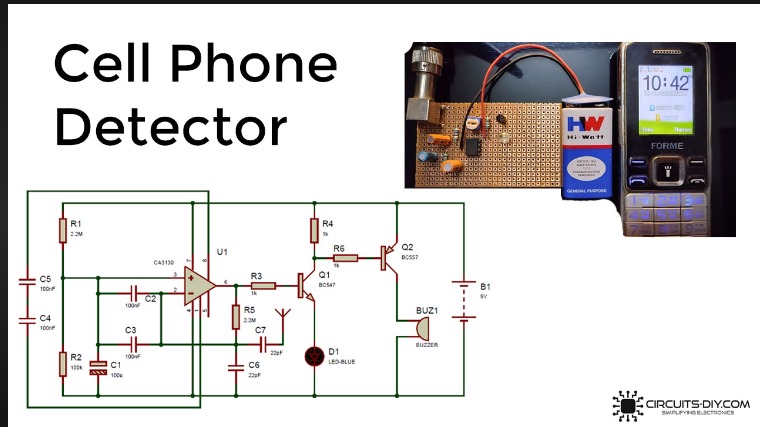 Cell Phone
Detector
10:42
FORME
HW
Hi-Watt
GENERAL PURPOSE
R1
2.2M
R2
100k
C5
100nF
C4
100nF
C2
100nF
C3
100nF
C1
100u
CA3130
U1
3
2
7
8
6
4
1
5
R3
1k
R5
2.2M
C7
22pF
C6
22pF
Q1
BC547
D1
LED-BLUE
R4
1k
R6
1k
Q2
BC557
BUZ1
BUZZER
B1
9V
CIRCUITS-DIY.COM
SIMPLIFYING ELECTRONICS